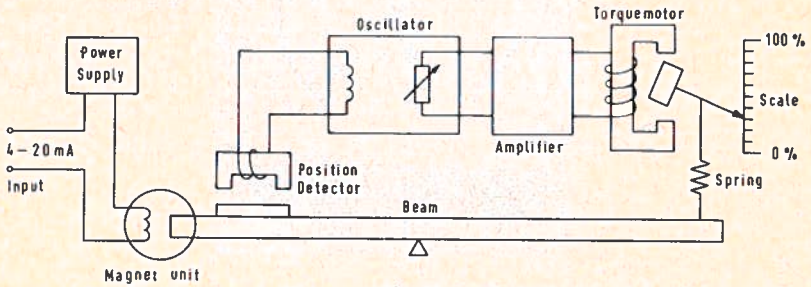 Oscillator
Torquemotor
Power
Supply
100 %
Scale
0 %
4 – 20 mA
Input
Amplifier
Position
Detector
Spring
Beam
Magnet unit